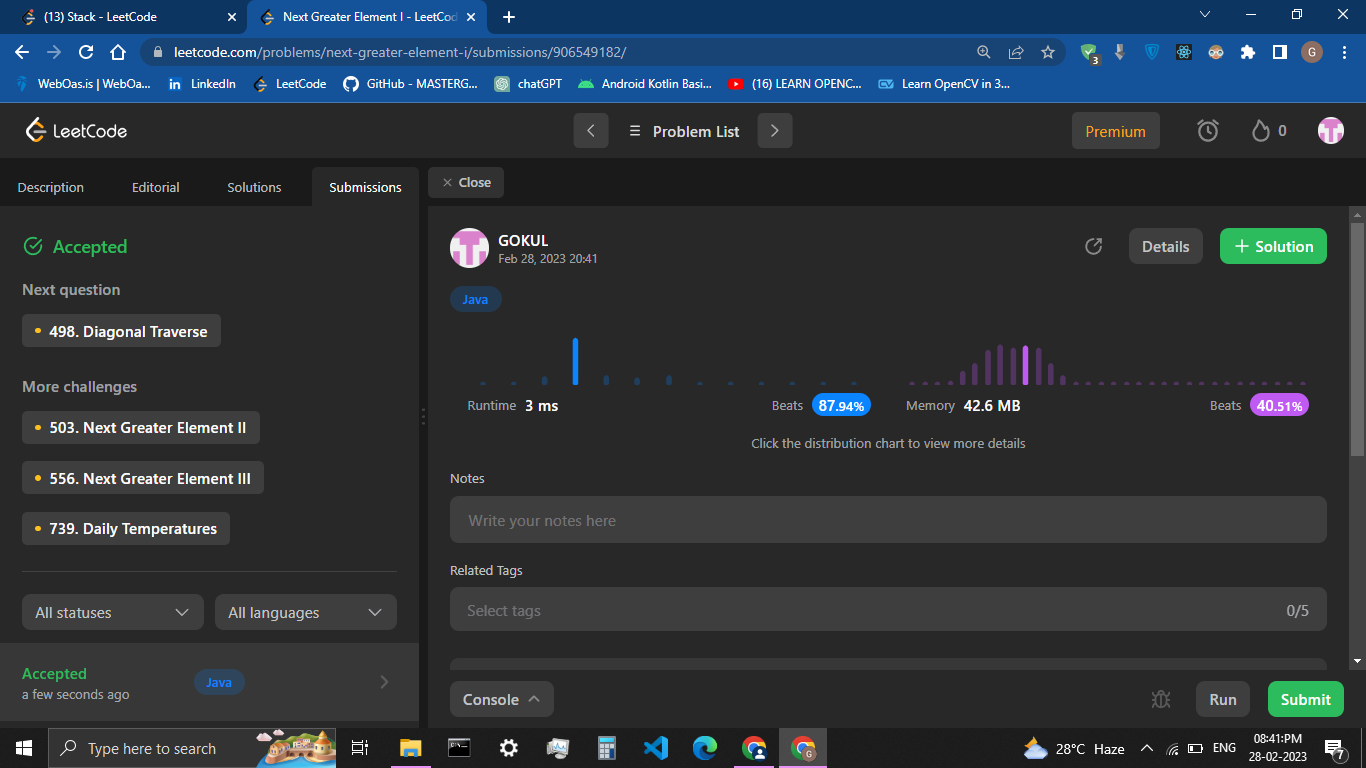 (13) Stack - LeetCode
Next Greater Element I - LeetCod
leetcode.com/problems/next-greater-element-i/submissions/906549182/
3
G
WebOas.is | WebOa...
LinkedIn
LeetCode
GitHub - MASTERG...
chatGPT
Android Kotlin Basi...
(16) LEARN OPENC...
Learn OpenCV in 3...
LeetCode
Problem List
Premium
0
Description
Editorial
Solutions
Submissions
Close
Accepted
Next question
498. Diagonal Traverse
More challenges
503. Next Greater Element II
556. Next Greater Element III
739. Daily Temperatures
All statuses
All languages
Accepted
a few seconds ago
Java
GOKUL
Feb 28, 2023 20:41
Details
+ Solution
Java
Runtime 3 ms
Beats 87.94%
Memory 42.6 MB
Beats 40.51%
Click the distribution chart to view more details
Notes
Write your notes here
Related Tags
Select tags
0/5
Console
Run
Submit
Type here to search
28°C Haze
ENG
08:41:PM
28-02-2023
7